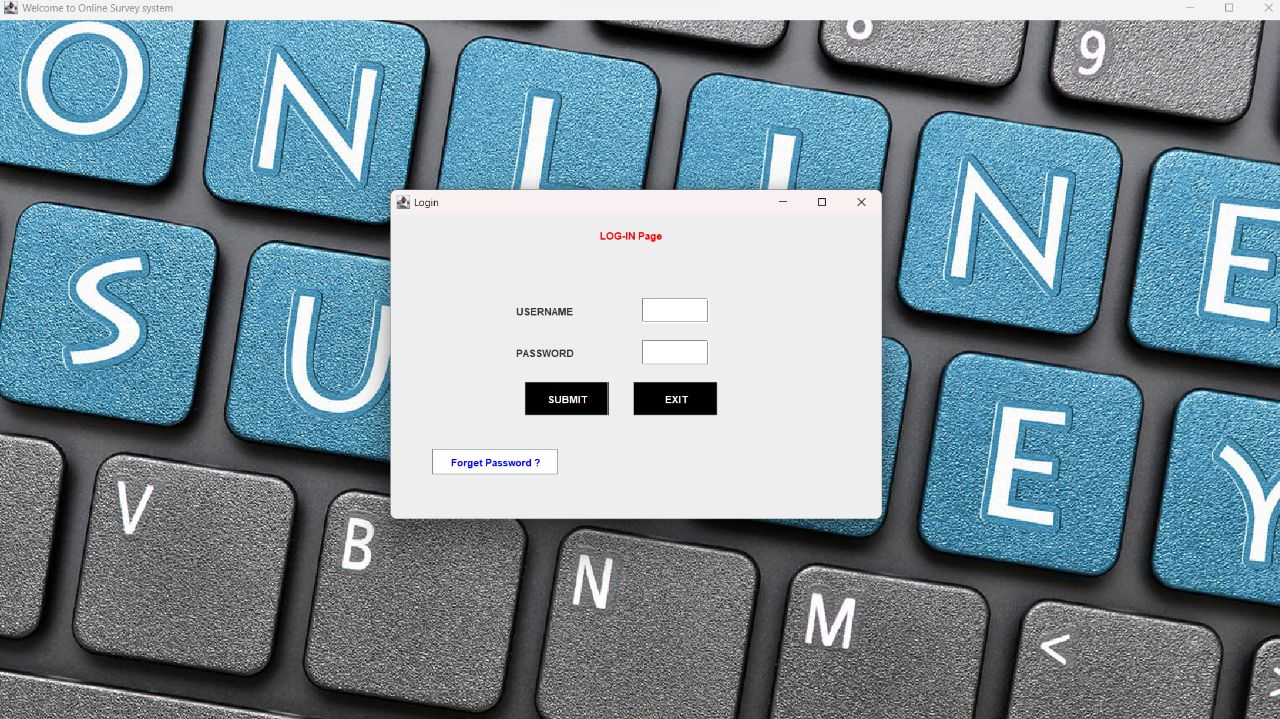 Welcome to Online Survey system
8
9
O N L I N E
Login
LOG-IN Page
S U
E Y
USERNAME
PASSWORD
SUBMIT EXIT
Forget Password ?
V B N M <